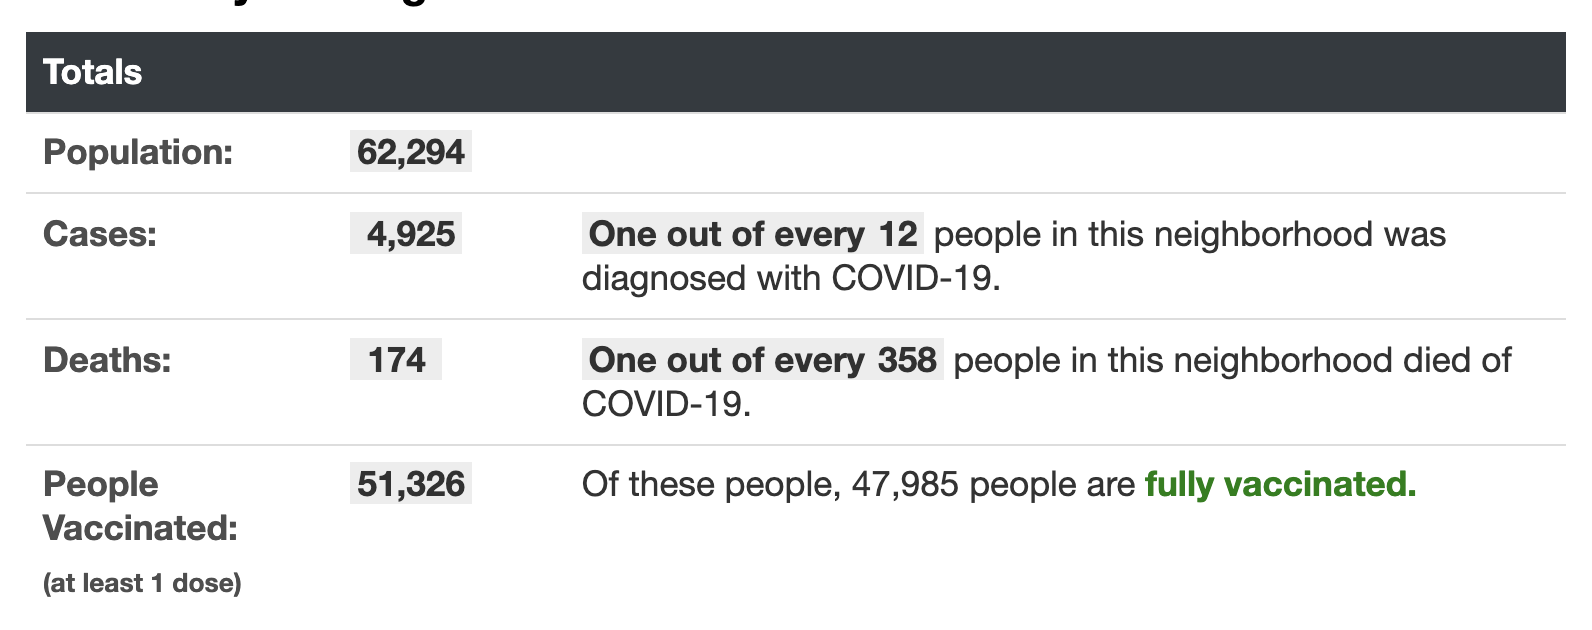 Totals
Population: 62,294
Cases: 4,925 One out of every 12 people in this neighborhood was
diagnosed with COVID-19.
Deaths: 174 One out of every 358 people in this neighborhood died of
COVID-19.
People 51,326 Of these people, 47,985 people are fully vaccinated.
Vaccinated:
(at least 1 dose)